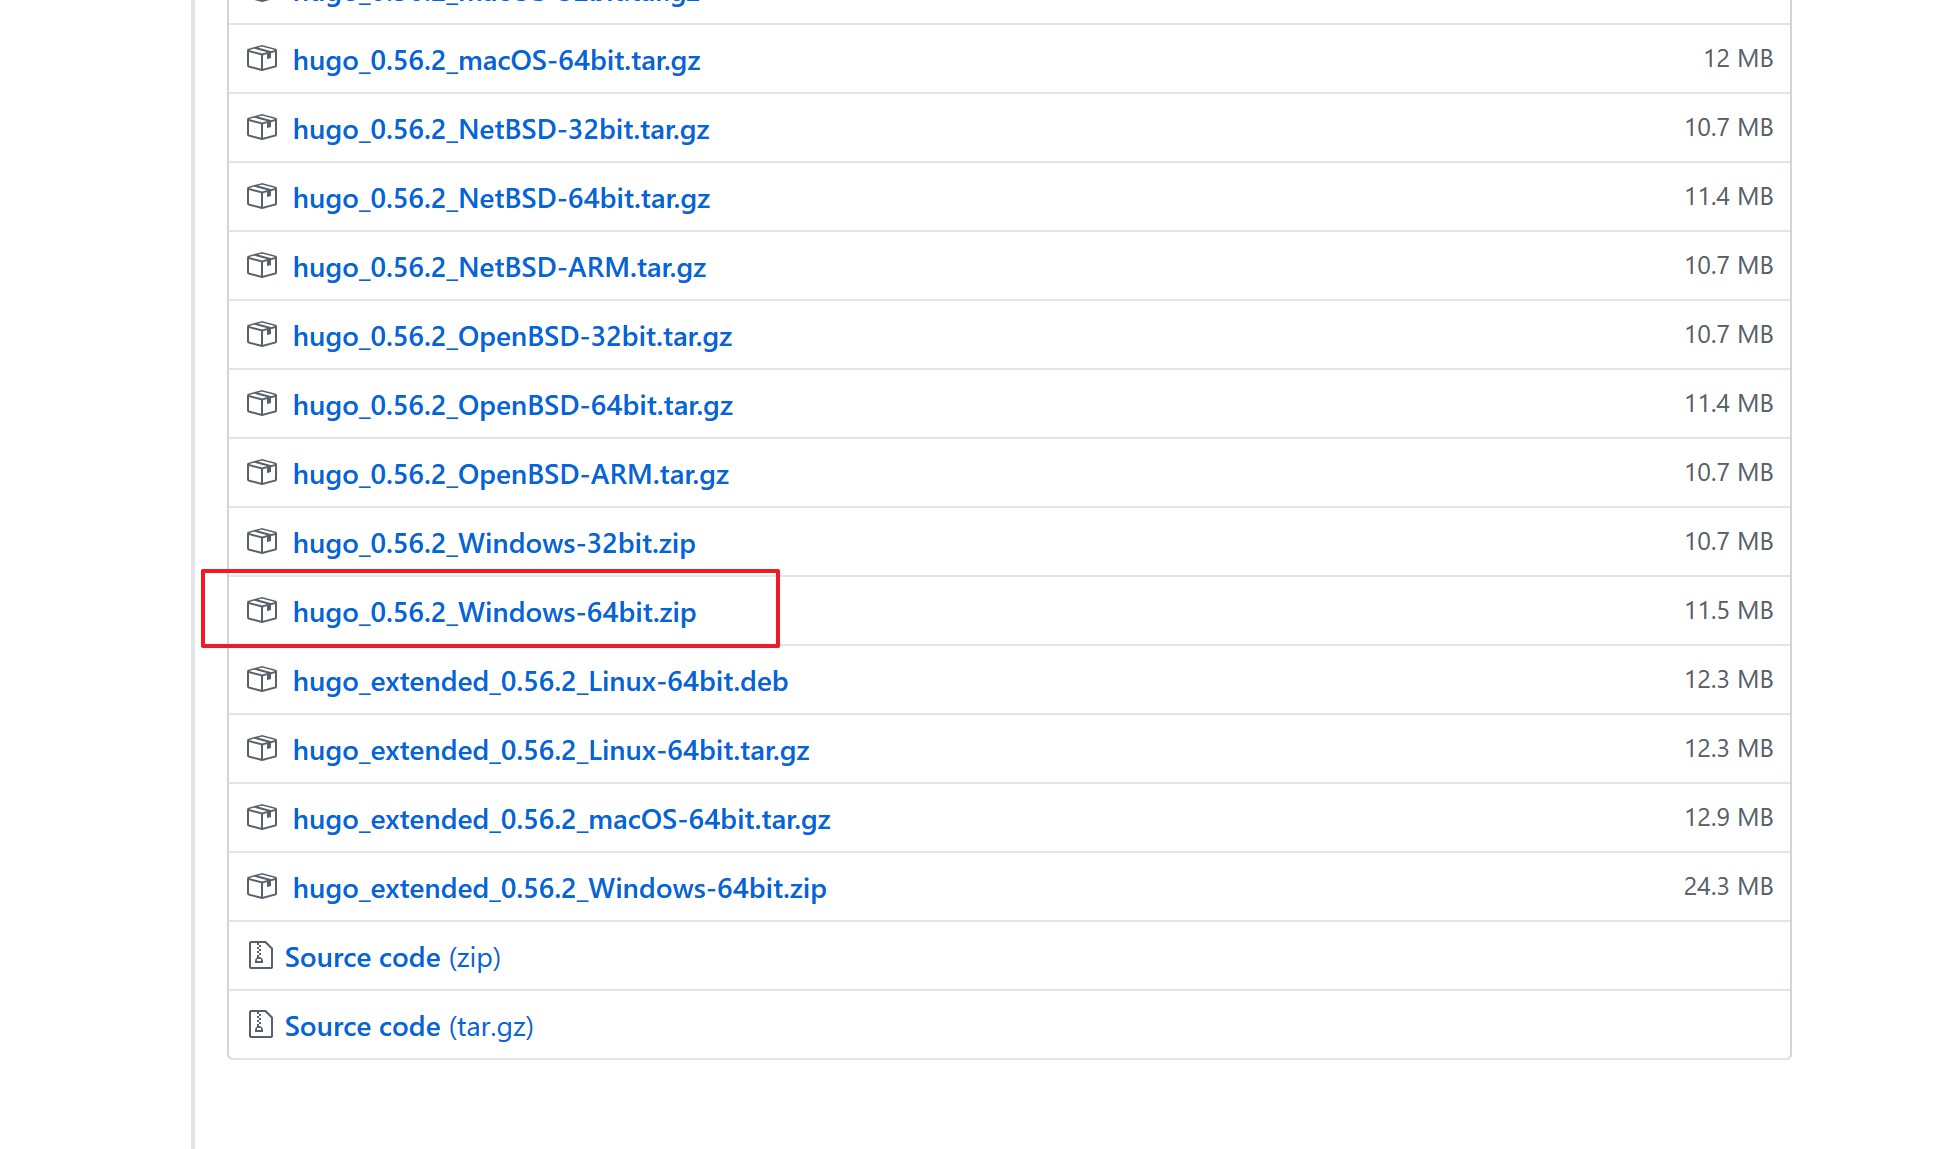 hugo_0.56.2_macOS-32bit.tar.gz
hugo_0.56.2_macOS-64bit.tar.gz 12 MB
hugo_0.56.2_NetBSD-32bit.tar.gz 10.7 MB
hugo_0.56.2_NetBSD-64bit.tar.gz 11.4 MB
hugo_0.56.2_NetBSD-ARM.tar.gz 10.7 MB
hugo_0.56.2_OpenBSD-32bit.tar.gz 10.7 MB
hugo_0.56.2_OpenBSD-64bit.tar.gz 11.4 MB
hugo_0.56.2_OpenBSD-ARM.tar.gz 10.7 MB
hugo_0.56.2_Windows-32bit.zip 10.7 MB
hugo_0.56.2_Windows-64bit.zip 11.5 MB
hugo_extended_0.56.2_Linux-64bit.deb 12.3 MB
hugo_extended_0.56.2_Linux-64bit.tar.gz 12.3 MB
hugo_extended_0.56.2_macOS-64bit.tar.gz 12.9 MB
hugo_extended_0.56.2_Windows-64bit.zip 24.3 MB
Source code (zip)
Source code (tar.gz)